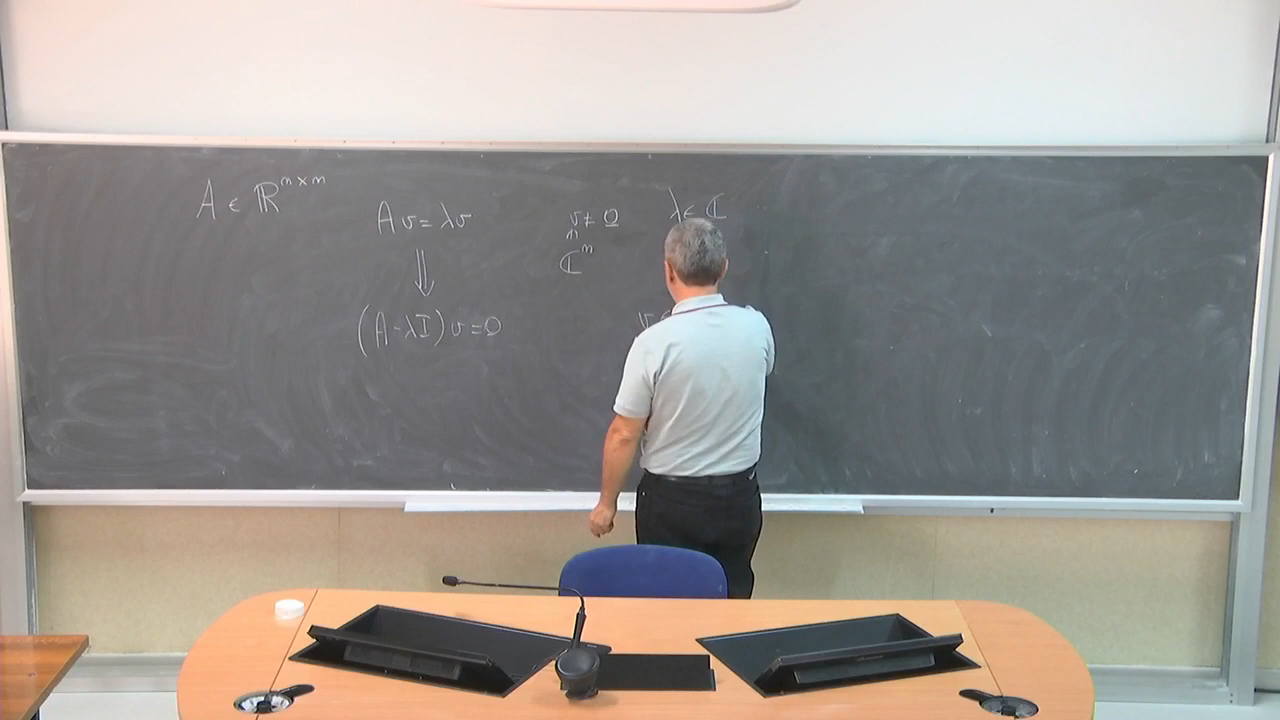 A ∈ ℝ^{n×n}
Av = λv
v ≠ 0
∩
ℂ^n
λ ∈ ℂ
⇓
(A-λI)v = 0
v ∈